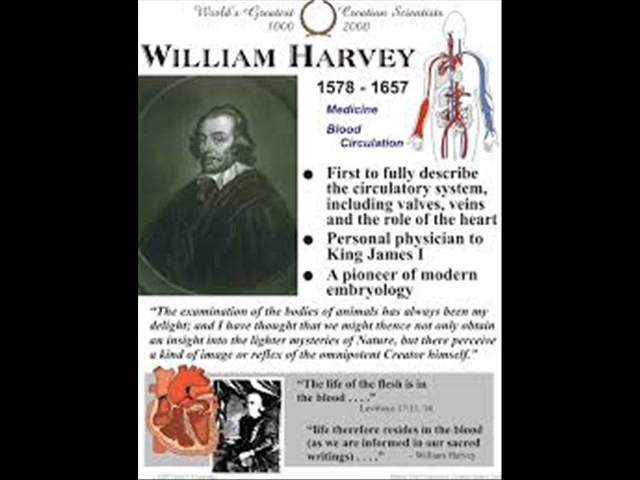 World's Greatest Creation Scientists
1000 2000
WILLIAM HARVEY
1578 - 1657
Medicine
Blood
Circulation
• First to fully describe
the circulatory system,
including valves, veins
and the role of the heart
• Personal physician to
King James I
• A pioneer of modern
embryology
"The examination of the bodies of animals has always been my
delight; and I have thought that we might thence not only obtain
an insight into the lighter mysteries of Nature, but there perceive
a kind of image or reflex of the omnipotent Creator himself."
"The life of the flesh is in
the blood . . . ."
Leviticus 17:11, 14
"life therefore resides in the blood
(as we are informed in our sacred
writings) . . . ."
– William Harvey